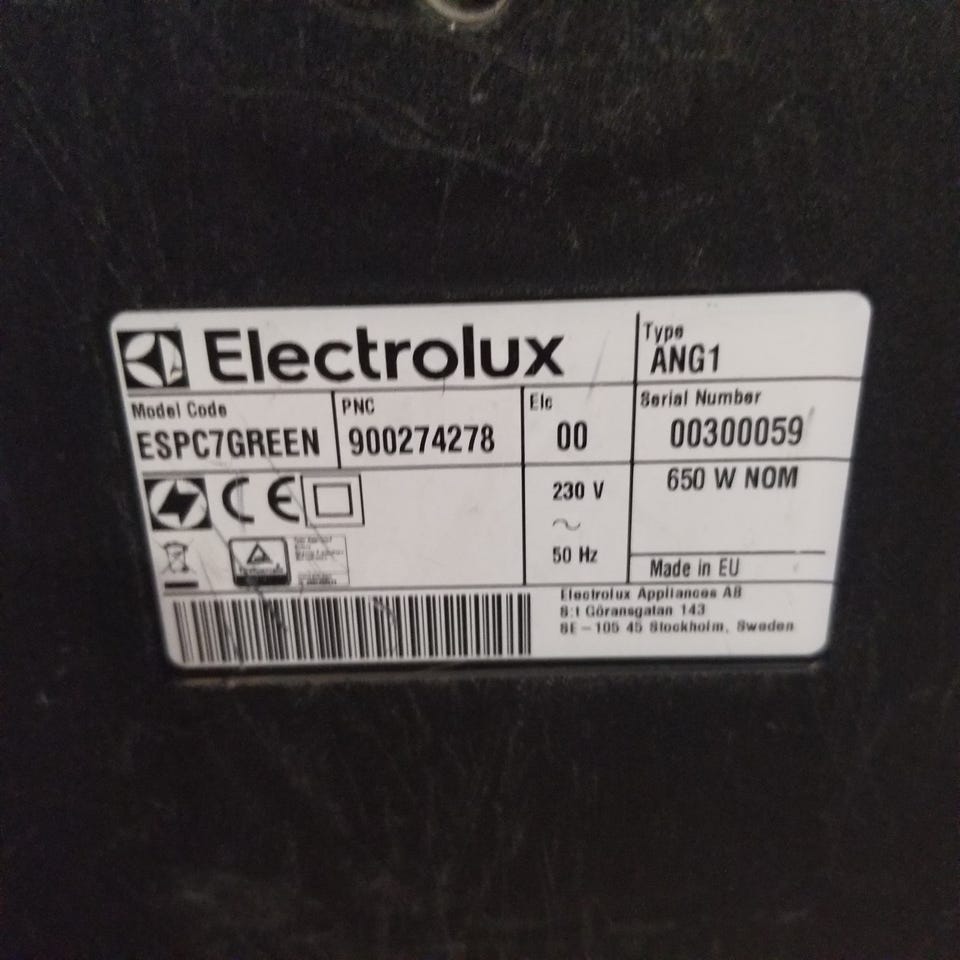 Electrolux
Type
ANG1
Model Code
ESPC7GREEN
PNC
900274278
Elc
00
Serial Number
00300059
CE
230 V
~
50 Hz
650 W NOM
Made in EU
Electrolux Appliances AB
S:t Göransgatan 143
SE - 105 45 Stockholm, Sweden